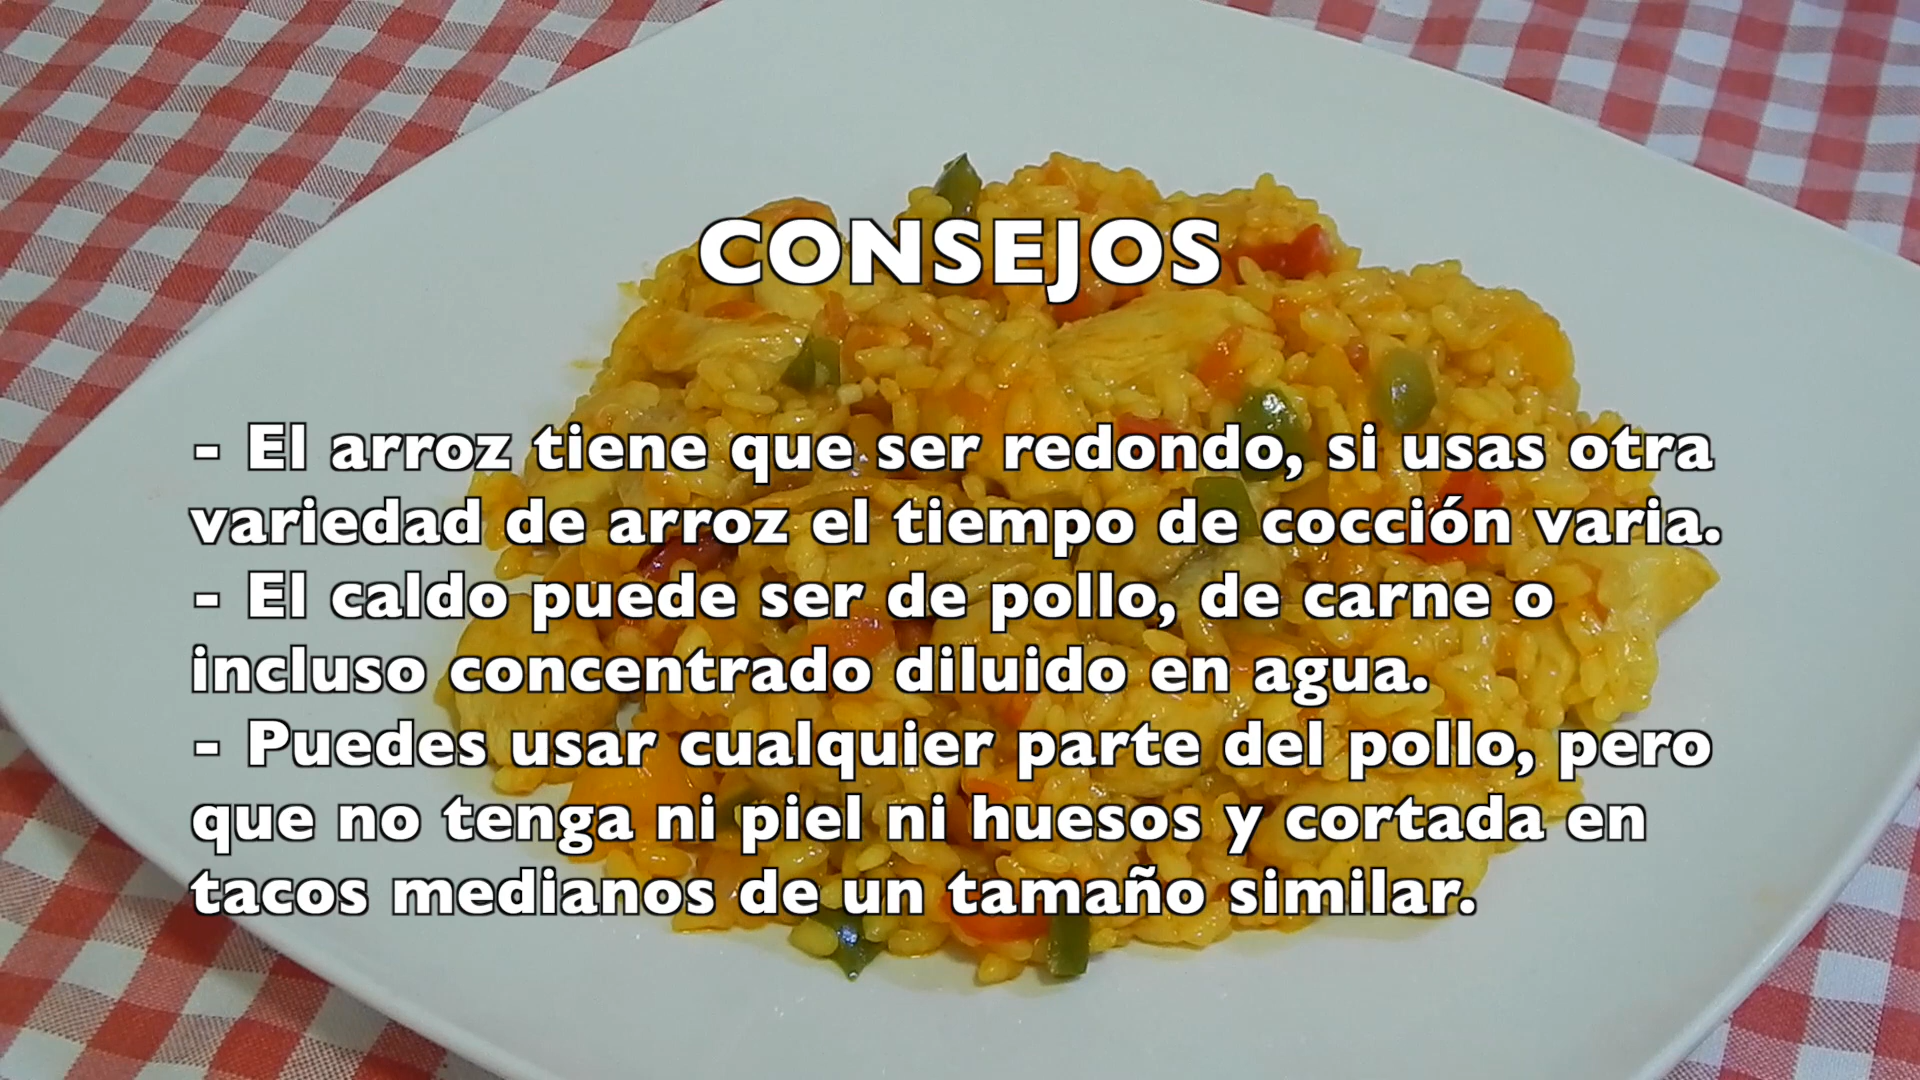 CONSEJOS
- El arroz tiene que ser redondo, si usas otra
variedad de arroz el tiempo de cocción varia.
- El caldo puede ser de pollo, de carne o
incluso concentrado diluido en agua.
- Puedes usar cualquier parte del pollo, pero
que no tenga ni piel ni huesos y cortada en
tacos medianos de un tamaño similar.